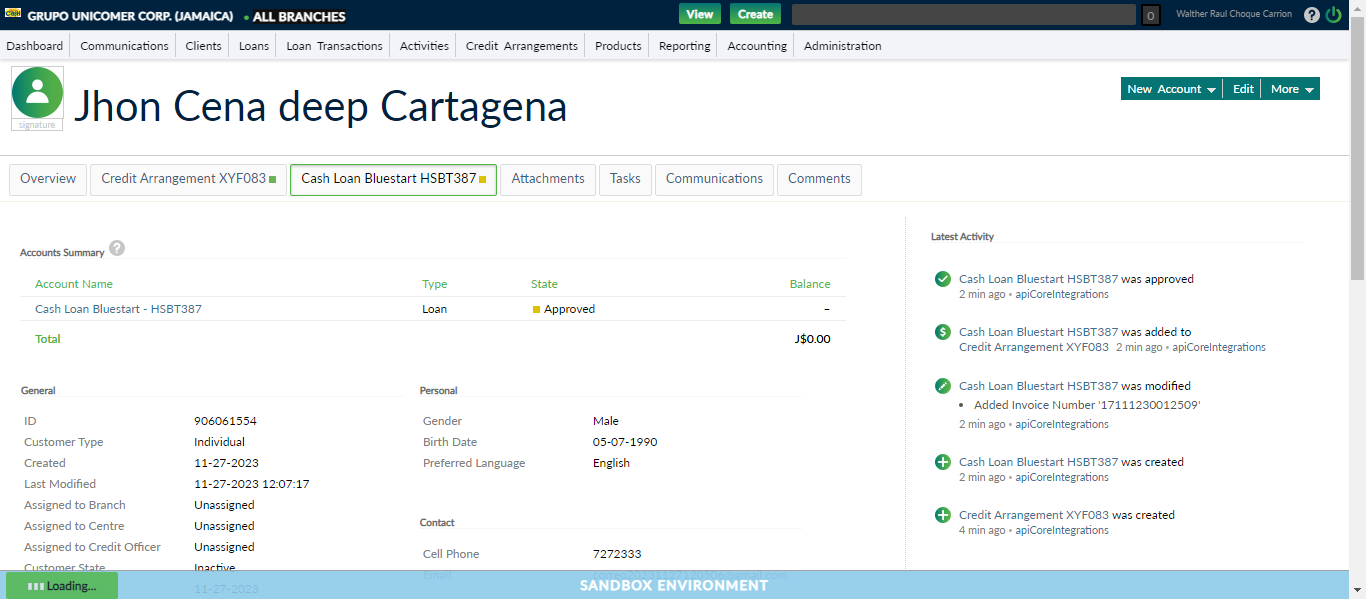 GRUPO UNICOMER CORP. (JAMAICA) • ALL BRANCHES View Create 0 Walther Raul Choque Carrion ?
Dashboard Communications Clients Loans Loan Transactions Activities Credit Arrangements Products Reporting Accounting Administration
signature
Jhon Cena deep Cartagena
New Account Edit More
Overview Credit Arrangement XYF083 Cash Loan Bluestart HSBT387 Attachments Tasks Communications Comments
Accounts Summary ?
Account Name Type State Balance
Cash Loan Bluestart - HSBT387 Loan Approved –
Total J$0.00
General
ID 906061554
Customer Type Individual
Created 11-27-2023
Last Modified 11-27-2023 12:07:17
Assigned to Branch Unassigned
Assigned to Centre Unassigned
Assigned to Credit Officer Unassigned
Customer State Inactive
11-27-2023
Personal
Gender Male
Birth Date 05-07-1990
Preferred Language English
Contact
Cell Phone 7272333
Email
Latest Activity
Cash Loan Bluestart HSBT387 was approved
2 min ago • apiCoreIntegrations
Cash Loan Bluestart HSBT387 was added to
Credit Arrangement XYF083 2 min ago • apiCoreIntegrations
Cash Loan Bluestart HSBT387 was modified
• Added Invoice Number '17111230012509'
2 min ago • apiCoreIntegrations
Cash Loan Bluestart HSBT387 was created
2 min ago • apiCoreIntegrations
Credit Arrangement XYF083 was created
4 min ago • apiCoreIntegrations
Loading...
SANDBOX ENVIRONMENT